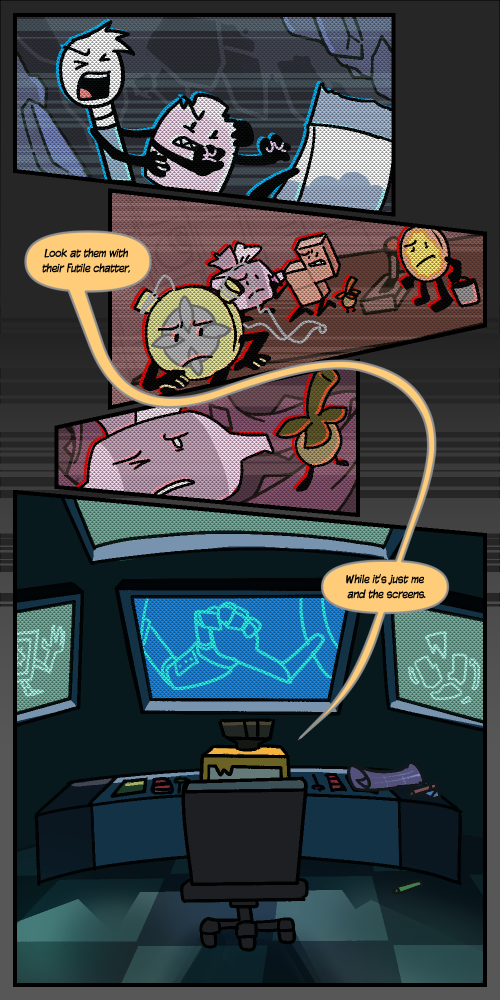 Look at them with
their futile chatter,
While it's just me
and the screens.